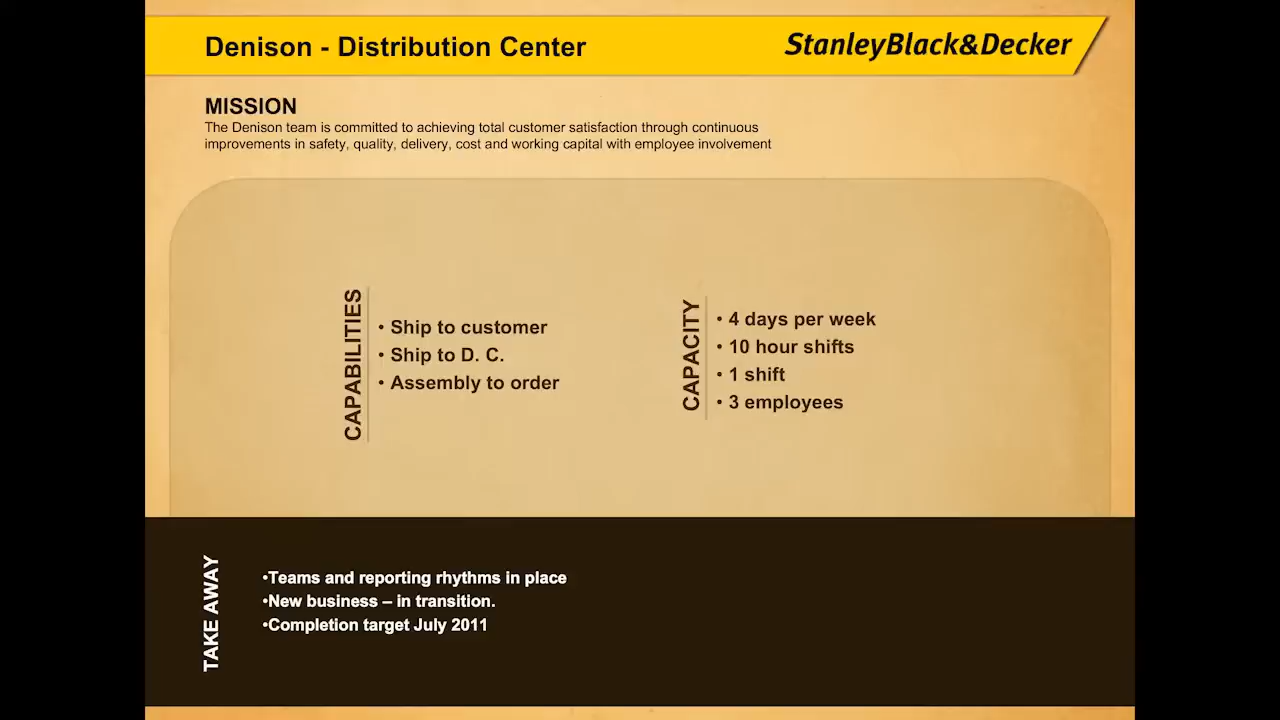 Denison - Distribution Center
StanleyBlack&Decker
MISSION
The Denison team is committed to achieving total customer satisfaction through continuous
improvements in safety, quality, delivery, cost and working capital with employee involvement
CAPABILITIES
• Ship to customer
• Ship to D. C.
• Assembly to order
CAPACITY
• 4 days per week
• 10 hour shifts
• 1 shift
• 3 employees
TAKE AWAY
•Teams and reporting rhythms in place
•New business – in transition.
•Completion target July 2011